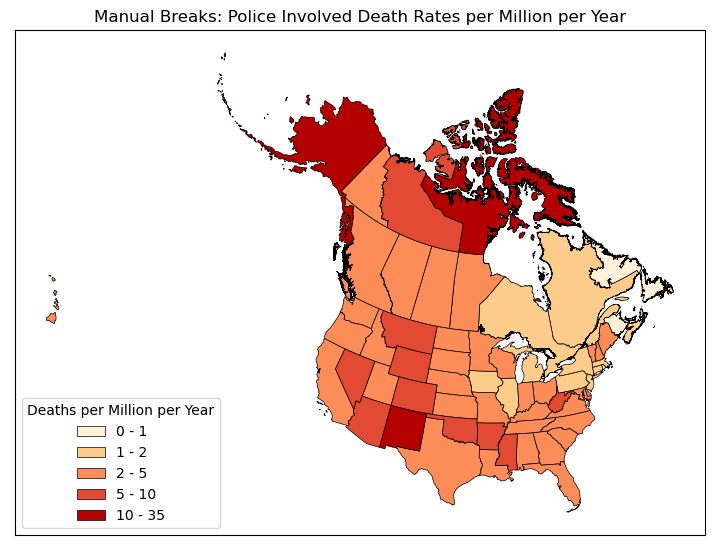 Manual Breaks: Police Involved Death Rates per Million per Year
Deaths per Million per Year
0 - 1
1 - 2
2 - 5
5 - 10
10 - 35